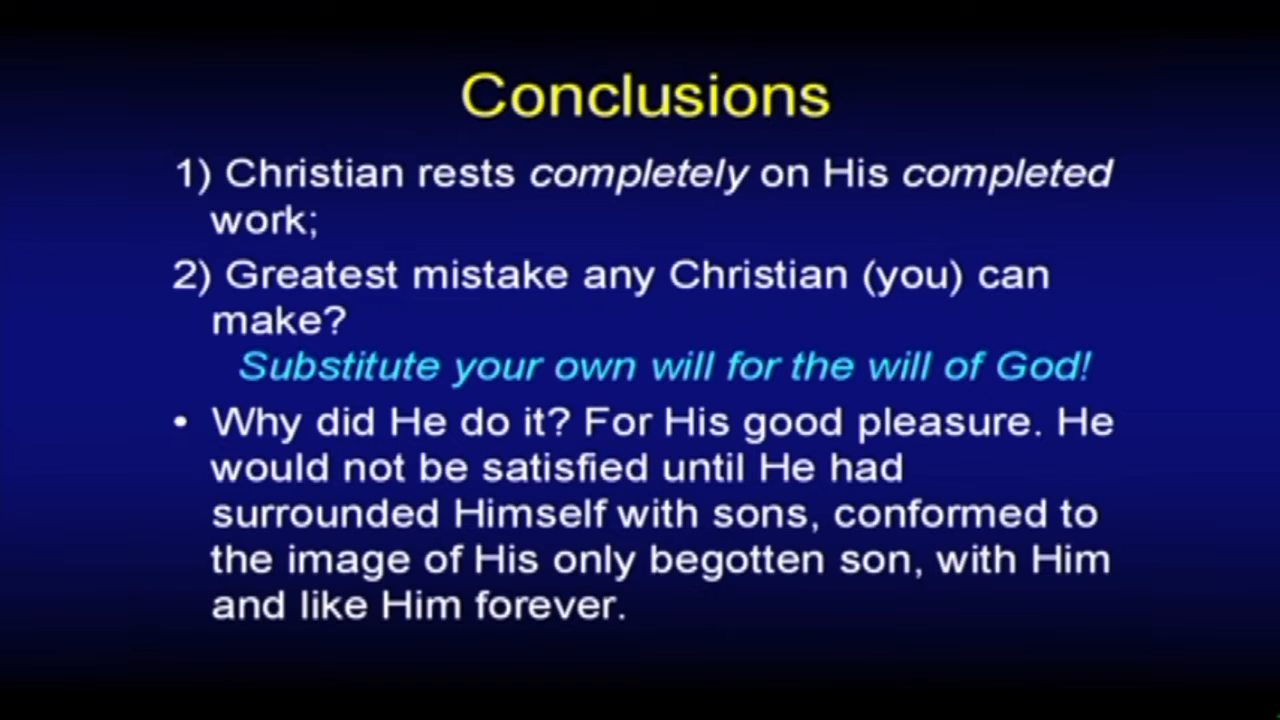 Conclusions
1) Christian rests completely on His completed
work;
2) Greatest mistake any Christian (you) can
make?
Substitute your own will for the will of God!
• Why did He do it? For His good pleasure. He
would not be satisfied until He had
surrounded Himself with sons, conformed to
the image of His only begotten son, with Him
and like Him forever.